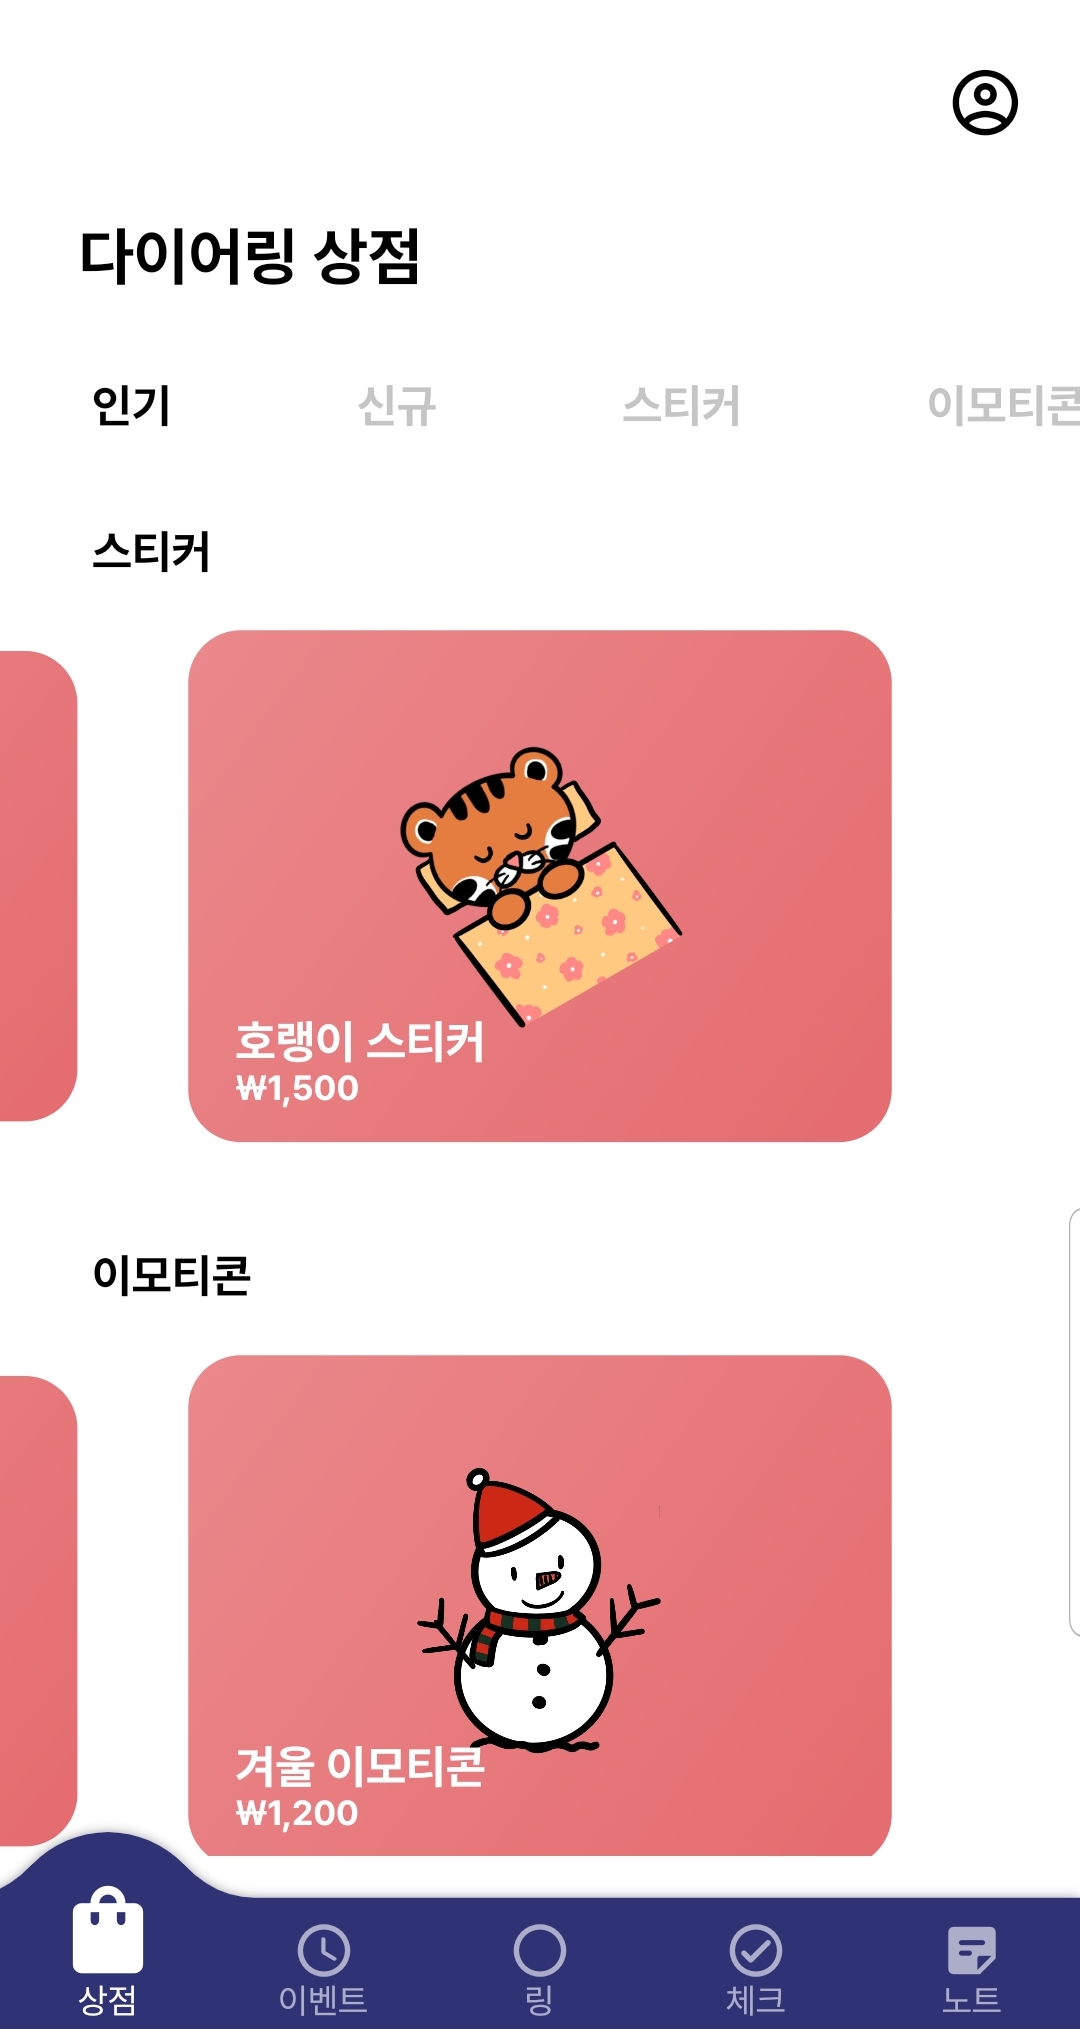 다이어링 상점
인기 신규 스티커 이모티콘
스티커
호랭이 스티커
₩1,500
이모티콘
겨울 이모티콘
₩1,200
상점 이벤트 링 체크 노트